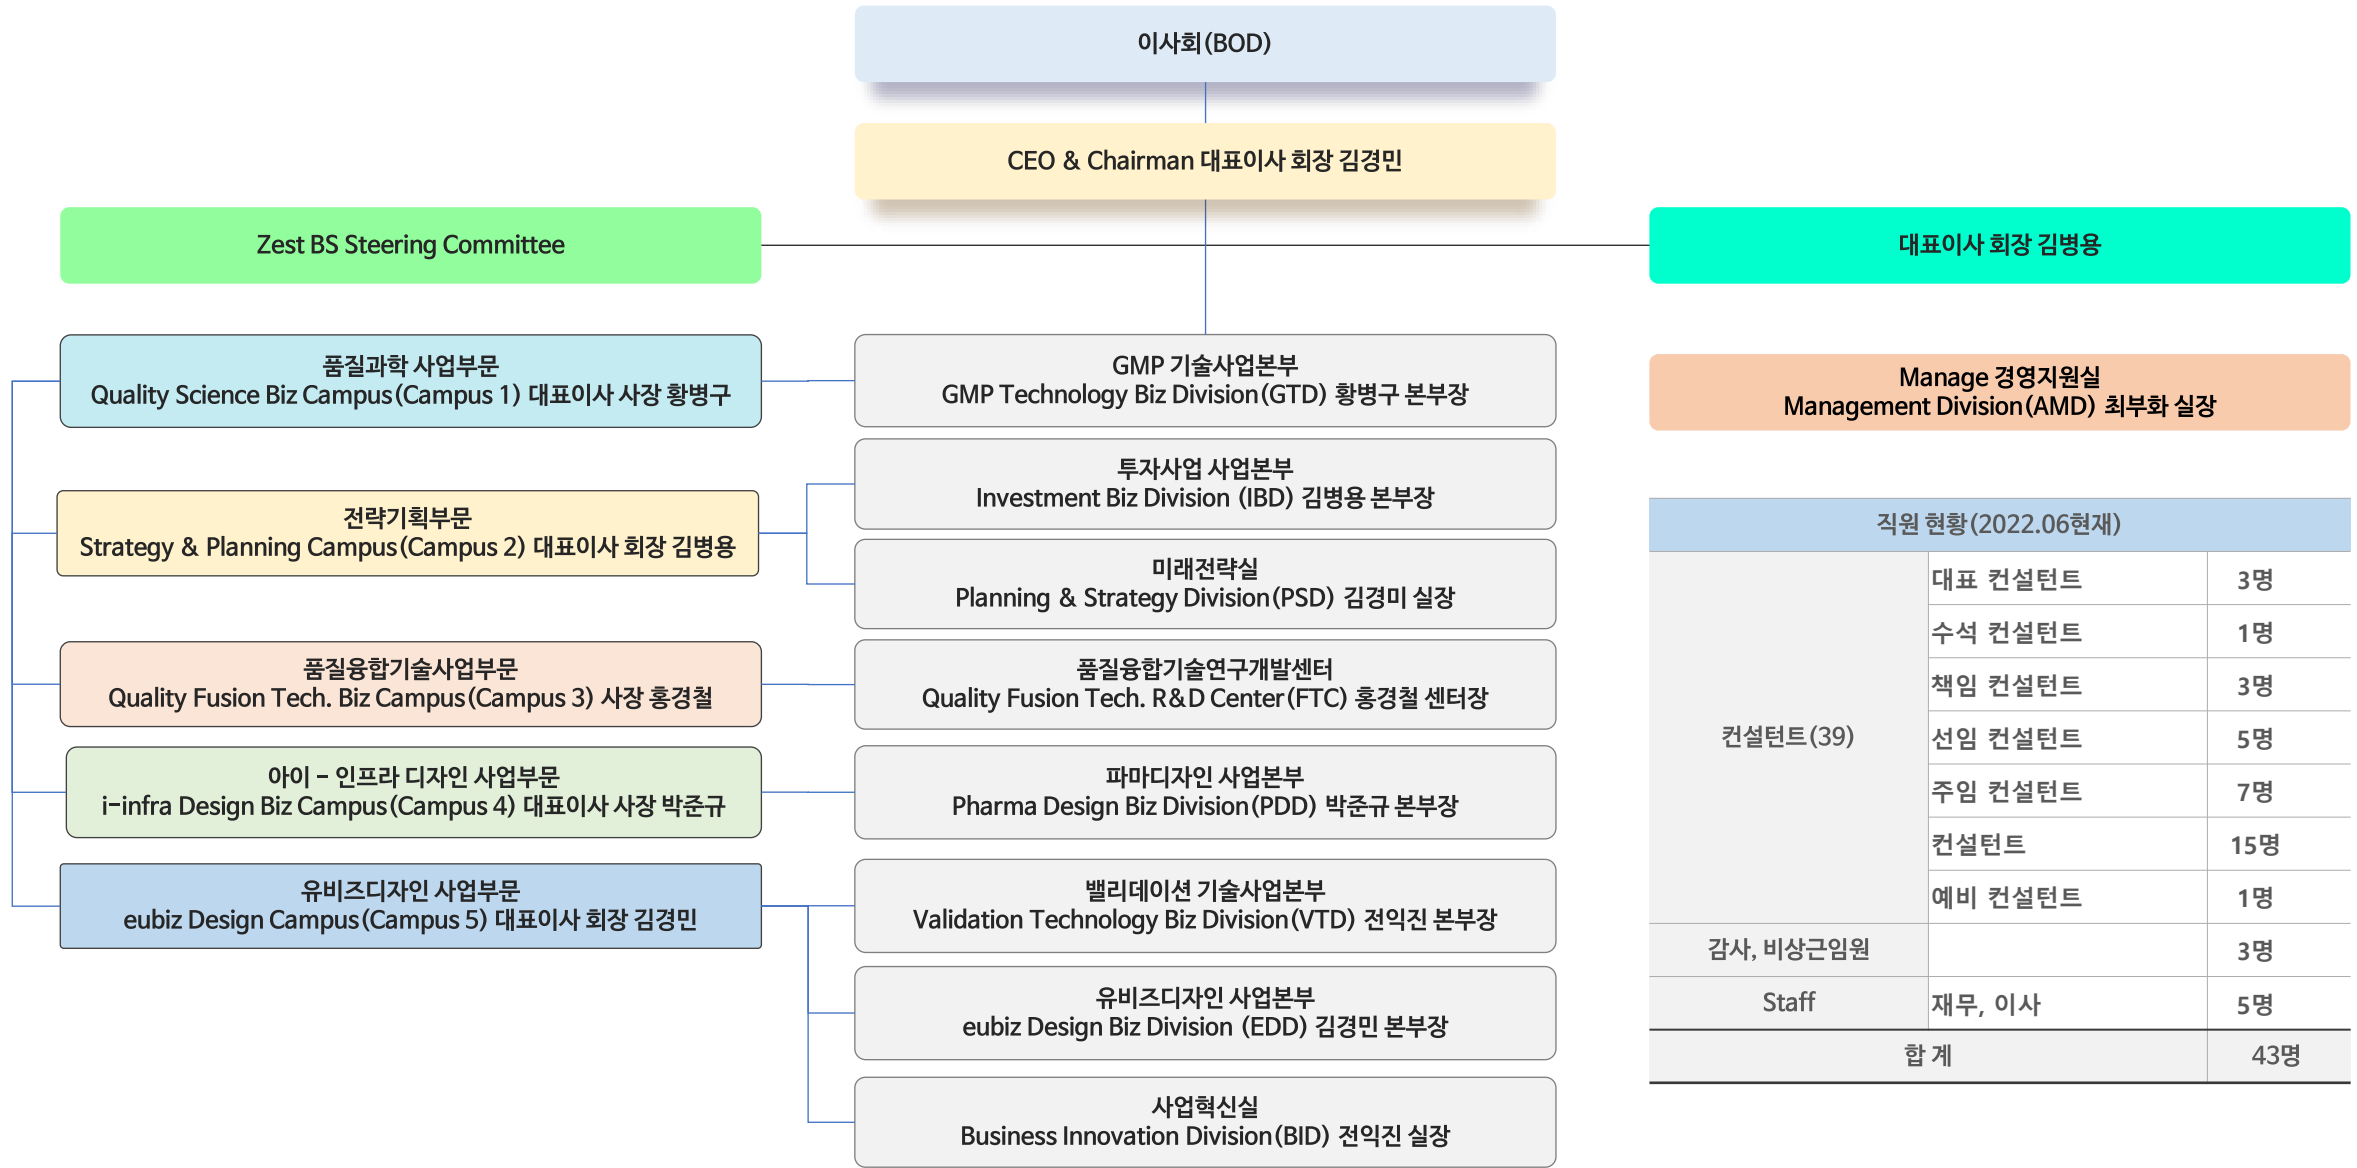 이사회(BOD)
CEO & Chairman 대표이사 회장 김경민
Zest BS Steering Committee
대표이사 회장 김병용
품질과학 사업부문
Quality Science Biz Campus(Campus 1) 대표이사 사장 황병구
GMP 기술사업본부
GMP Technology Biz Division(GTD) 황병구 본부장
Manage 경영지원실
Management Division(AMD) 최부화 실장
전략기획부문
Strategy & Planning Campus(Campus 2) 대표이사 회장 김병용
투자사업 사업본부
Investment Biz Division (IBD) 김병용 본부장
미래전략실
Planning & Strategy Division(PSD) 김경미 실장
품질융합기술사업부문
Quality Fusion Tech. Biz Campus(Campus 3) 사장 홍경철
품질융합기술연구개발센터
Quality Fusion Tech. R&D Center(FTC) 홍경철 센터장
아이 - 인프라 디자인 사업부문
i-infra Design Biz Campus(Campus 4) 대표이사 사장 박준규
파마디자인 사업본부
Pharma Design Biz Division(PDD) 박준규 본부장
유비즈디자인 사업부문
eubiz Design Campus(Campus 5) 대표이사 회장 김경민
밸리데이션 기술사업본부
Validation Technology Biz Division(VTD) 전익진 본부장
유비즈디자인 사업본부
eubiz Design Biz Division (EDD) 김경민 본부장
사업혁신실
Business Innovation Division(BID) 전익진 실장
직원 현황(2022.06현재)
컨설턴트(39)
대표 컨설턴트 3명
수석 컨설턴트 1명
책임 컨설턴트 3명
선임 컨설턴트 5명
주임 컨설턴트 7명
컨설턴트 15명
예비 컨설턴트 1명
감사, 비상근임원 3명
Staff 재무, 이사 5명
합 계 43명